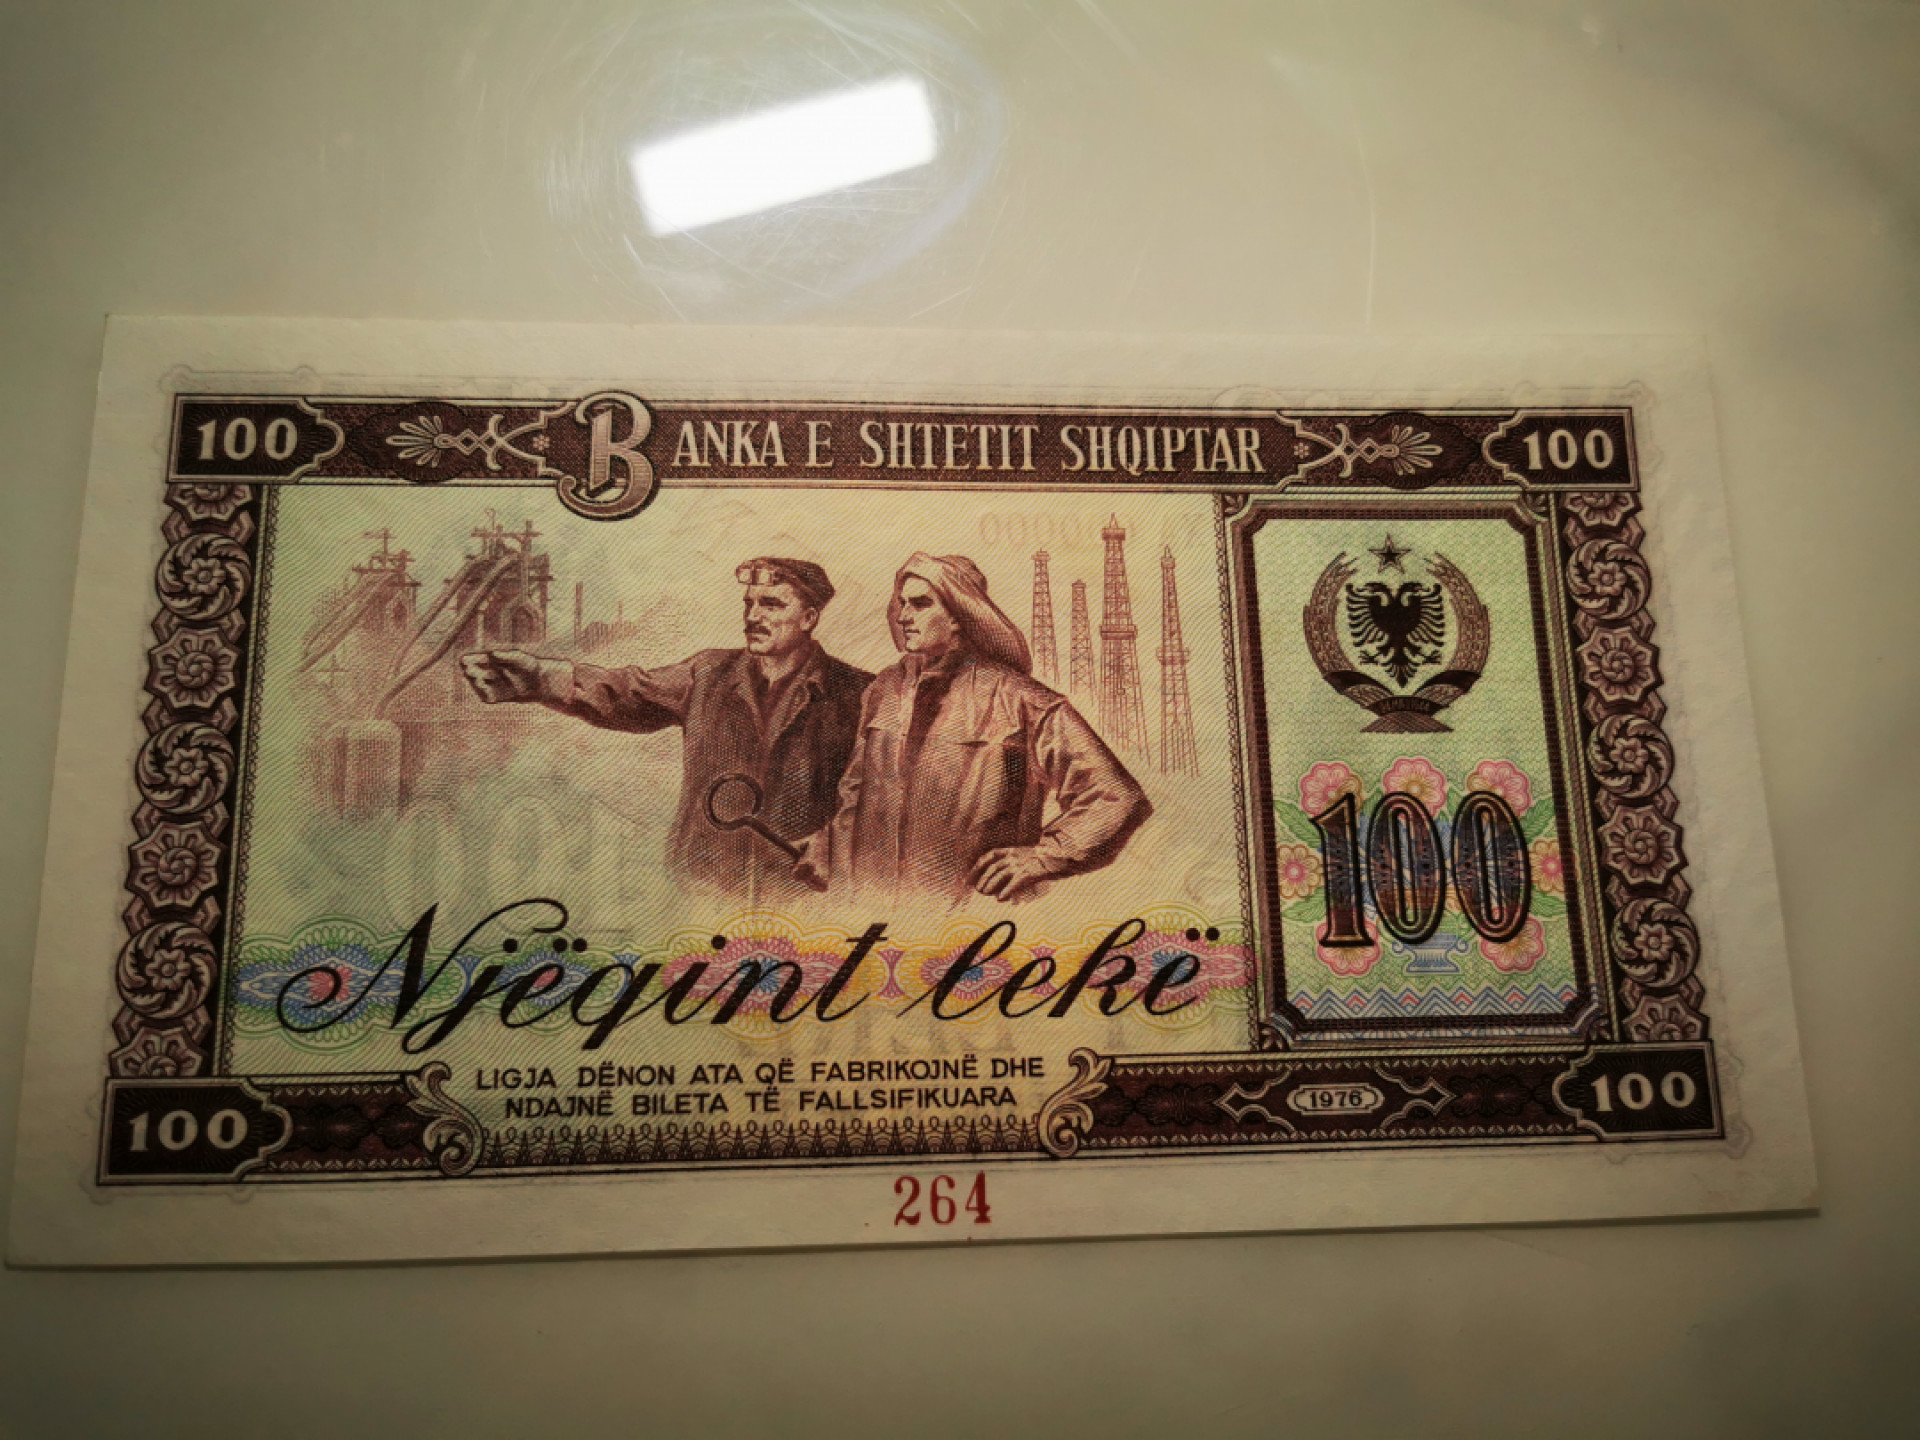 100 BANKA E SHTETIT SHQIPTAR 100
Njëqint lekë
100
LIGJA DËNON ATA QË FABRIKOJNË DHE
NDAJNË BILETA TË FALLSIFIKUARA
100 1976 100
264